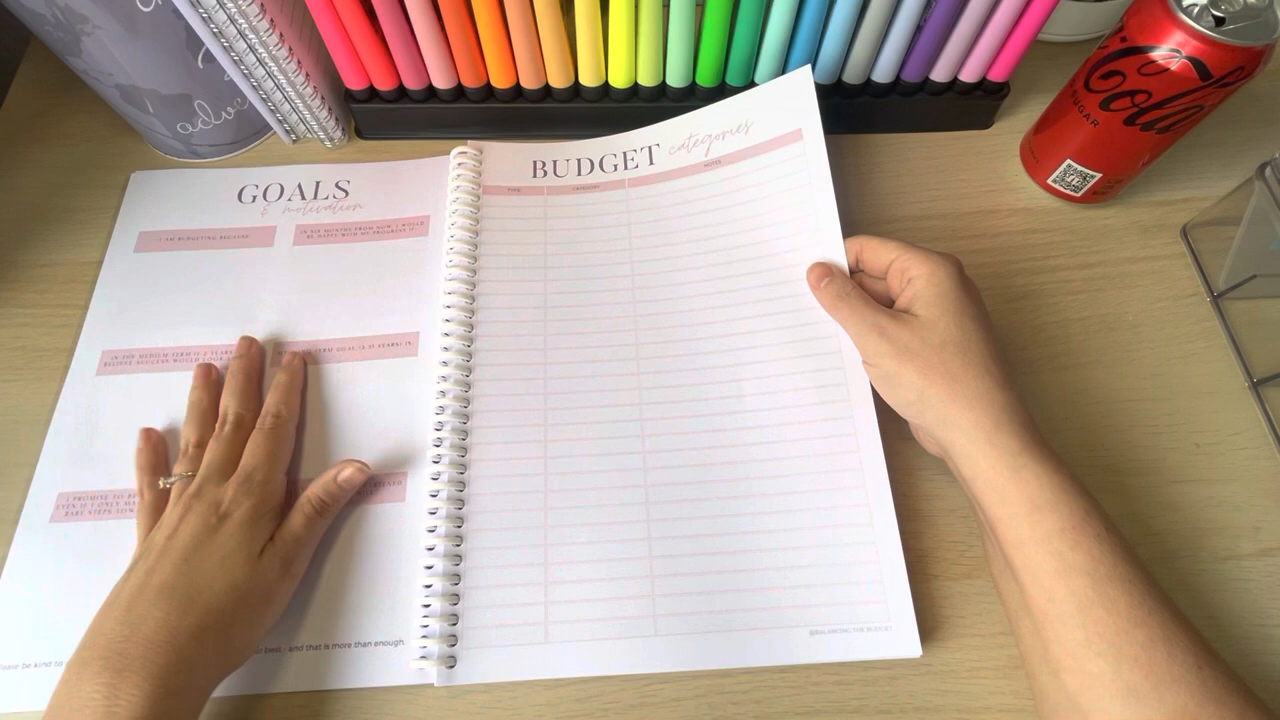 adve
GOALS
& motivation
I AM BUDGETING BECAUSE
IN SIX MONTHS FROM NOW, I WOULD
BE HAPPY WITH MY PROGRESS IF
IN THE MEDIUM TERM (1-2 YEARS
BELIEVE SUCCESS WOULD LOOK
TERM GOAL (5-10 YEARS) IS
I PROMISE TO BE
EVEN IF I ONLY
BABY STEPS TOW
best - and that is more than enough.
lease be kind to
BUDGET categories
TYPE
CATEGORY
NOTES
@BALANCING.THE.BUDGET
Coca
Cola
SUGAR